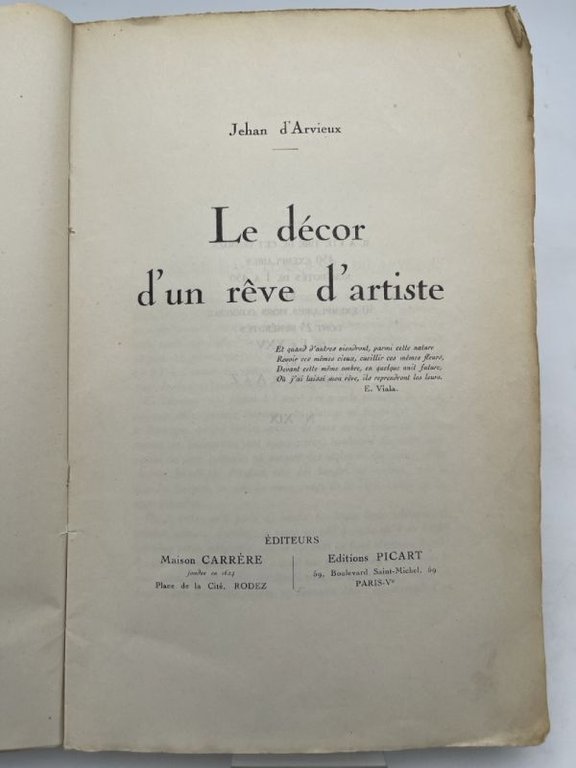 Jehan d'Arvieux
Le décor
d'un rêve d'artiste
Et quand d'autres viendront, parmi cette nature
Revoir ces mêmes cieux, cueillir ces mêmes fleurs,
Devant cette même ombre, en quelque nuit future,
Où j'ai laissé mon rêve, ils reprendront les leurs.
E. Viala.
N° XIX
ÉDITEURS
Maison CARRÈRE
fondée en 1624
Place de la Cité, RODEZ
Editions PICART
59, Boulevard Saint-Michel, 59
PARIS-Vᵉ